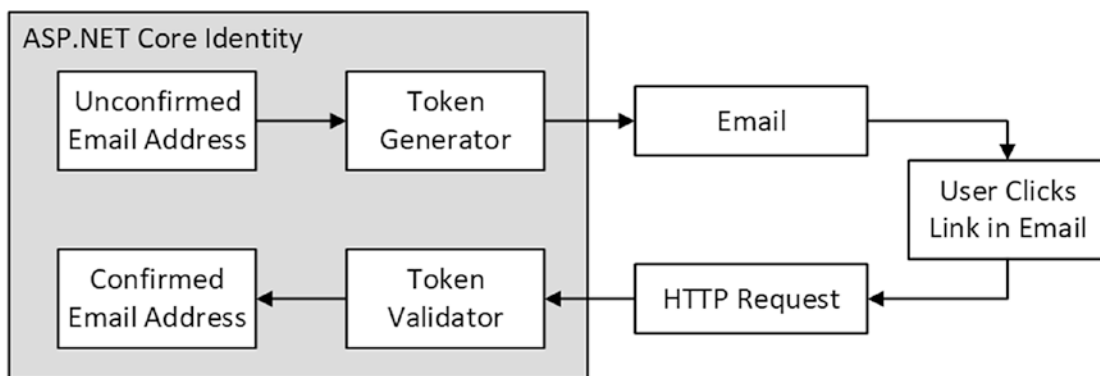 ASP.NET Core Identity
Unconfirmed
Email Address
Token
Generator
Email
User Clicks
Link in Email
HTTP Request
Token
Validator
Confirmed
Email Address